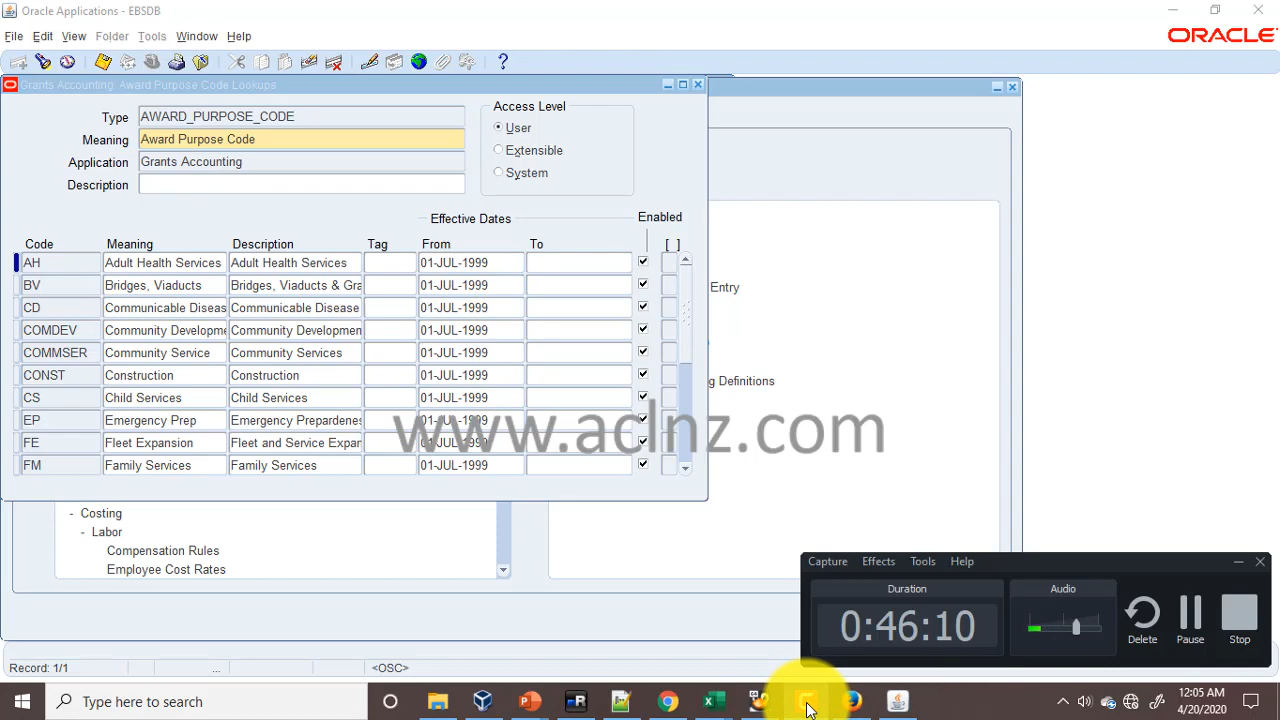 Oracle Applications - EBSDB
File Edit View Folder Tools Window Help
ORACLE
Grants Accounting: Award Purpose Code Lookups
Type AWARD_PURPOSE_CODE
Meaning Award Purpose Code
Application Grants Accounting
Description
Access Level
User
Extensible
System
Effective Dates Enabled
Code Meaning Description Tag From To [ ]
AH Adult Health Services Adult Health Services 01-JUL-1999
BV Bridges, Viaducts Bridges, Viaducts & Gra 01-JUL-1999
CD Communicable Diseas Communicable Disease 01-JUL-1999
COMDEV Community Developme Community Developmen 01-JUL-1999
COMMSER Community Service Community Services 01-JUL-1999
CONST Construction Construction 01-JUL-1999
CS Child Services Child Services 01-JUL-1999
EP Emergency Prep Emergency Preparednes 01-JUL-1999
FE Fleet Expansion Fleet and Service Expar 01-JUL-1999
FM Family Services Family Services 01-JUL-1999
Entry
g Definitions
www.aclnz.com
- Costing
- Labor
Compensation Rules
Employee Cost Rates
Capture Effects Tools Help
Duration Audio
0:46:10
Delete Pause Stop
Record: 1/1 ... <OSC>
Type here to search
12:05 AM
4/20/2020